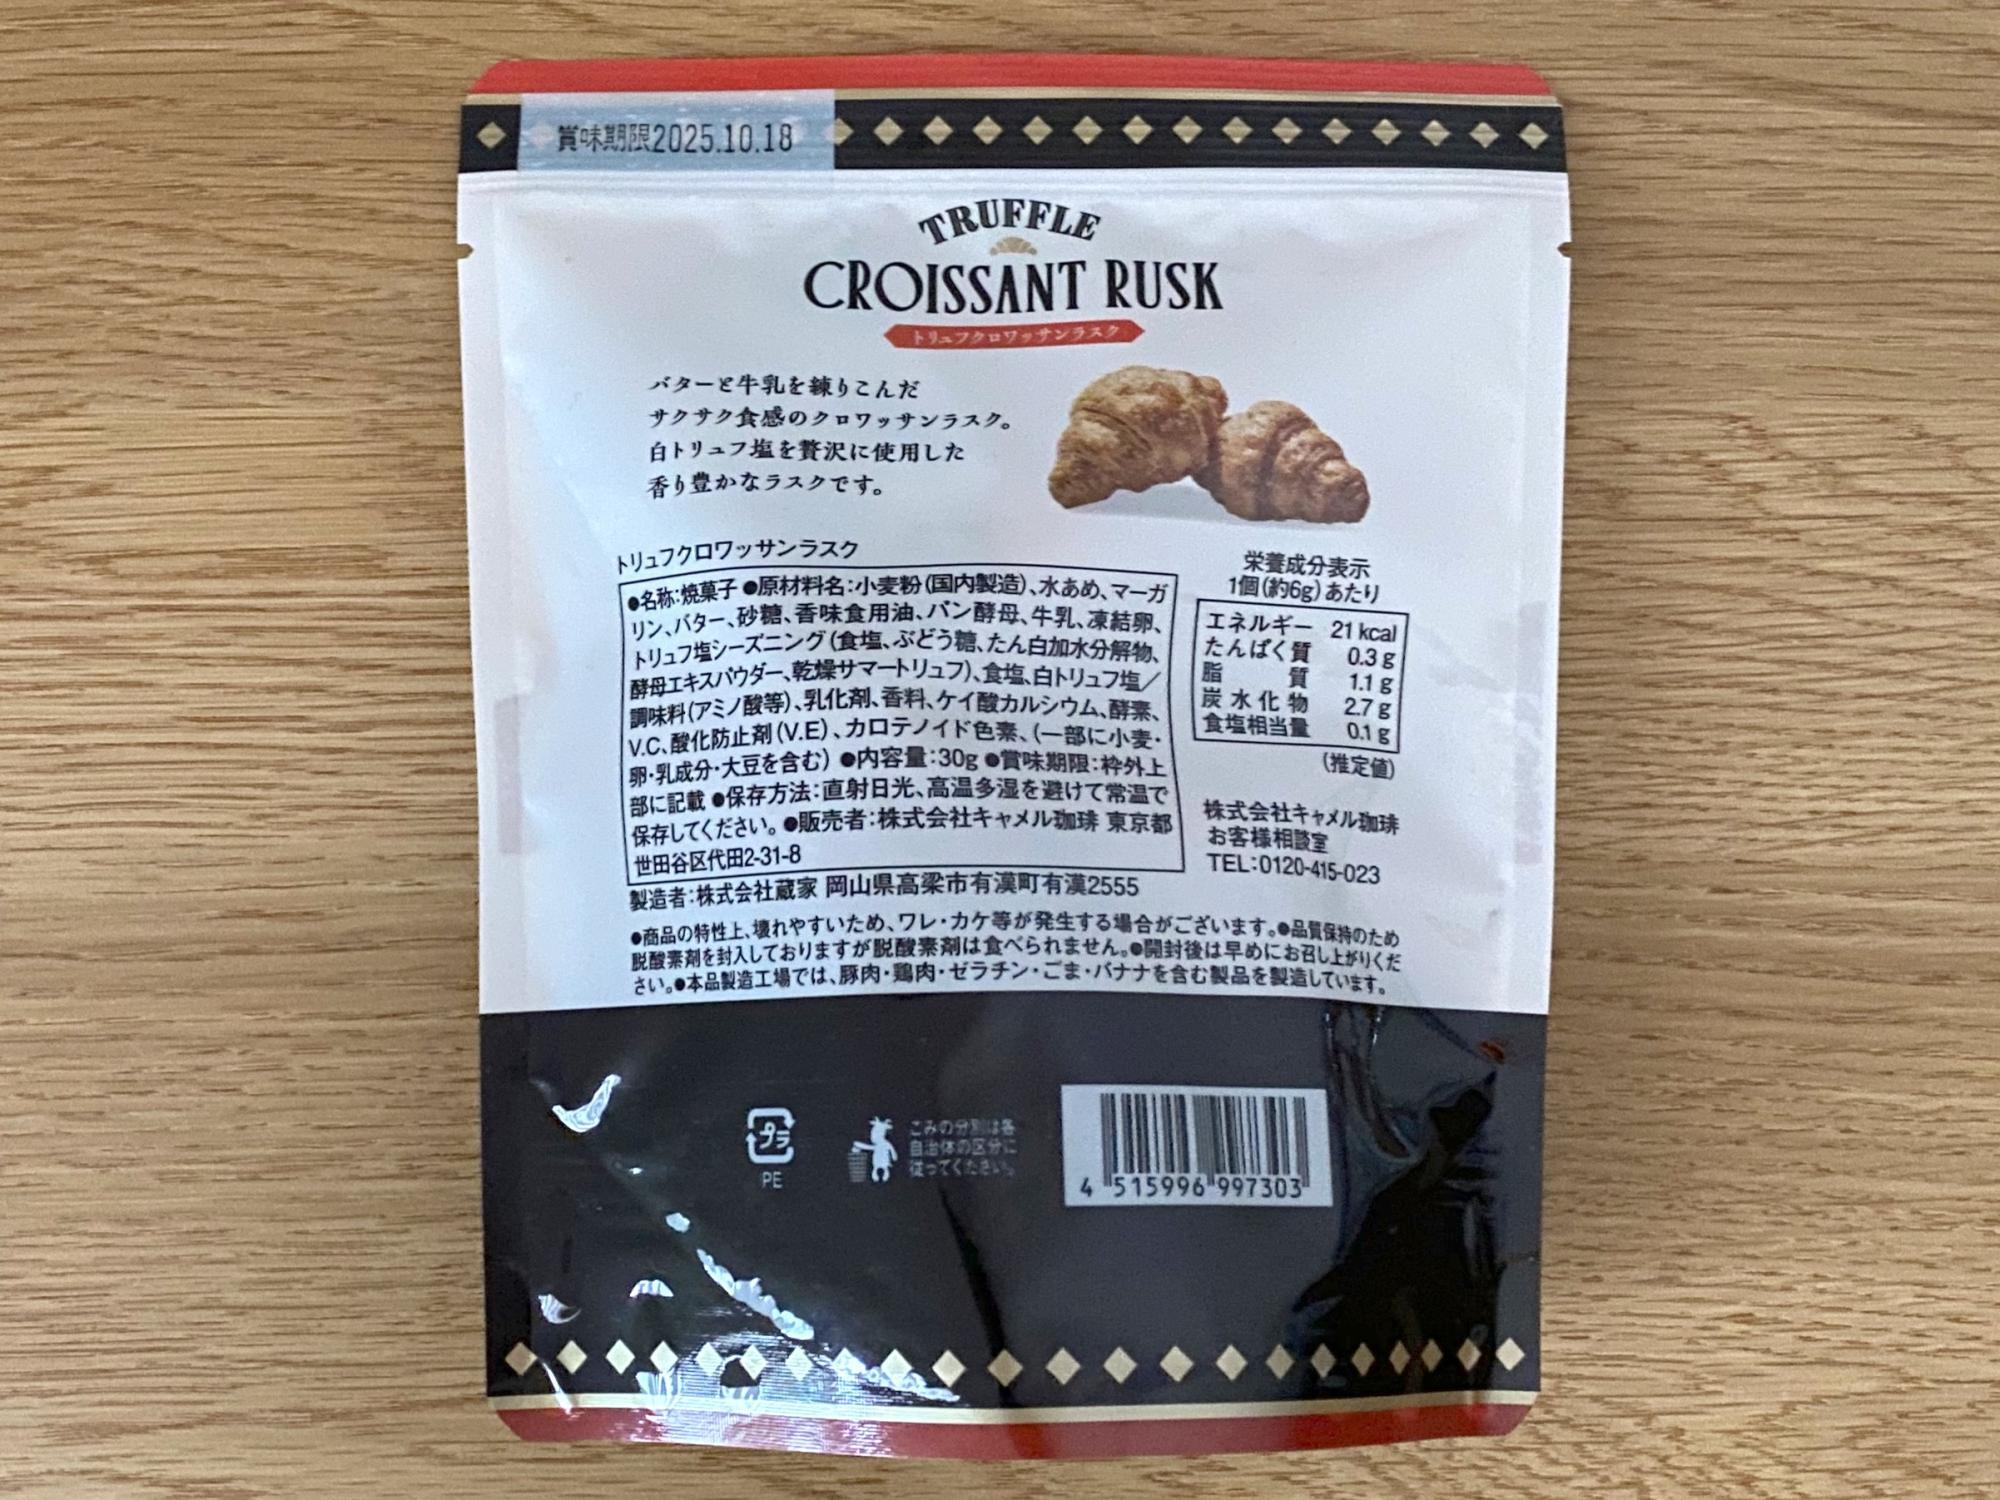 賞味期限2025.10.18
TRUFFLE
CROISSANT RUSK
トリュフクロワッサンラスク
バターと牛乳を練りこんだ
サクサク食感のクロワッサンラスク。
白トリュフ塩を贅沢に使用した
香り豊かなラスクです。
トリュフクロワッサンラスク
●名称:焼菓子 ●原材料名:小麦粉(国内製造)、水あめ、マーガ
リン、バター、砂糖、香味食用油、パン酵母、牛乳、凍結卵、
トリュフ塩シーズニング(食塩、ぶどう糖、たん白加水分解物、
酵母エキスパウダー、乾燥サマートリュフ)、食塩、白トリュフ塩/
調味料(アミノ酸等)、乳化剤、香料、ケイ酸カルシウム、酵素、
V.C、酸化防止剤(V.E)、カロテノイド色素、(一部に小麦・
卵・乳成分・大豆を含む) ●内容量:30g ●賞味期限:枠外上
部に記載 ●保存方法:直射日光、高温多湿を避けて常温で
保存してください。●販売者:株式会社キャメル珈琲 東京都
世田谷区代田2-31-8
製造者:株式会社蔵家 岡山県高梁市有漢町有漢2555
栄養成分表示
1個(約6g)あたり
エネルギー 21 kcal
たんぱく質 0.3 g
脂質 1.1 g
炭水化物 2.7 g
食塩相当量 0.1 g
(推定値)
株式会社キャメル珈琲
お客様相談室
TEL:0120-415-023
●商品の特性上、壊れやすいため、ワレ・カケ等が発生する場合がございます。●品質保持のため
脱酸素剤を封入しておりますが脱酸素剤は食べられません。●開封後は早めにお召し上がりくだ
さい。●本品製造工場では、豚肉・鶏肉・ゼラチン・ごま・バナナを含む製品を製造しています。
プラ
PE
ごみの分別は各
自治体の区分に
従ってください。
4 515996 997303